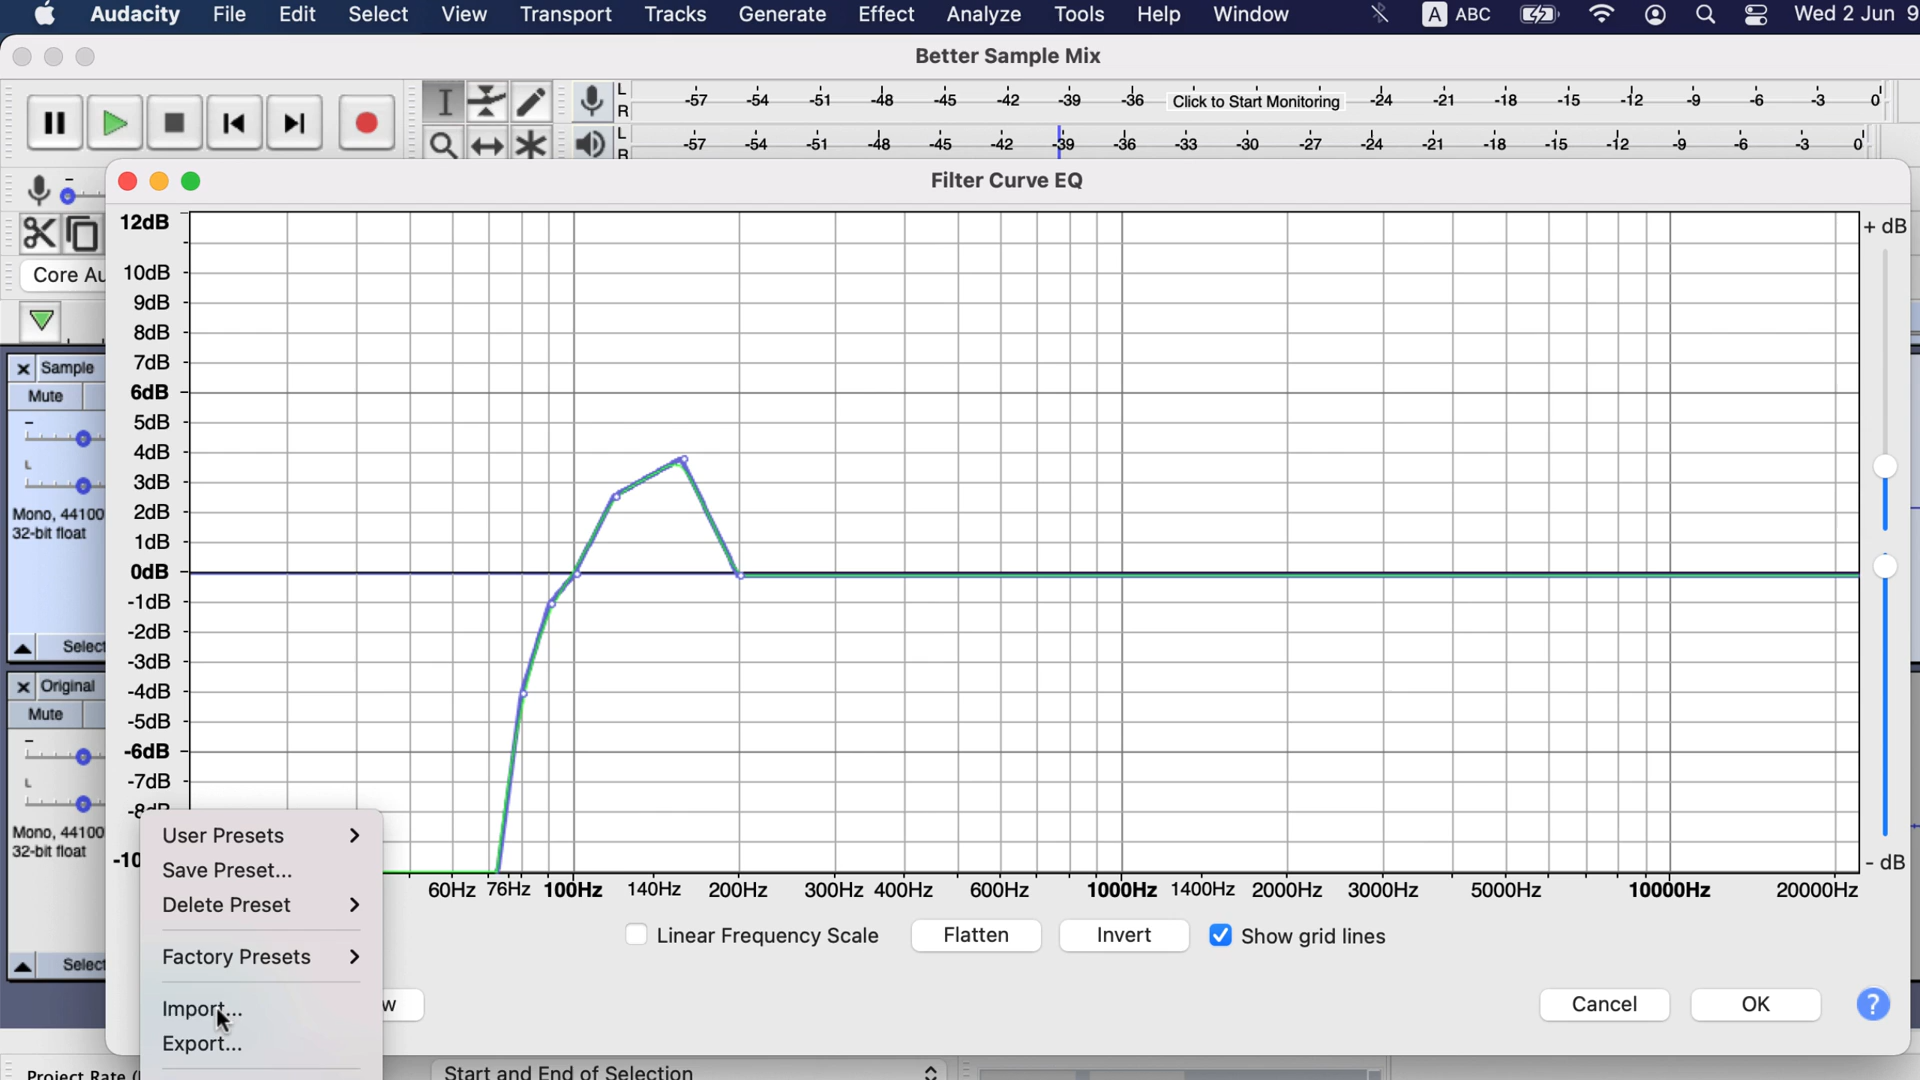 Audacity File Edit Select View Transport Tracks Generate Effect Analyze Tools Help Window A ABC Wed 2 Jun 9
Better Sample Mix
L -57 -54 -51 -48 -45 -42 -39 -36 Click to Start Monitoring -24 -21 -18 -15 -12 -9 -6 -3 0
R
L -57 -54 -51 -48 -45 -42 -39 -36 -33 -30 -27 -24 -21 -18 -15 -12 -9 -6 -3 0
R
Filter Curve EQ
Core Au
Sample
Mute
L
Mono, 44100
32-bit float
Select
Original
Mute
L
Mono, 44100
32-bit float
Select
12dB
10dB
9dB
8dB
7dB
6dB
5dB
4dB
3dB
2dB
1dB
0dB
-1dB
-2dB
-3dB
-4dB
-5dB
-6dB
-7dB
-8dB
-10
+ dB
- dB
60Hz 76Hz 100Hz 140Hz 200Hz 300Hz 400Hz 600Hz 1000Hz 1400Hz 2000Hz 3000Hz 5000Hz 10000Hz 20000Hz
User Presets
Save Preset...
Delete Preset
Factory Presets
Import...
Export...
Linear Frequency Scale Flatten Invert Show grid lines
w Cancel OK ?
Project Rate ( Start and End of Selection